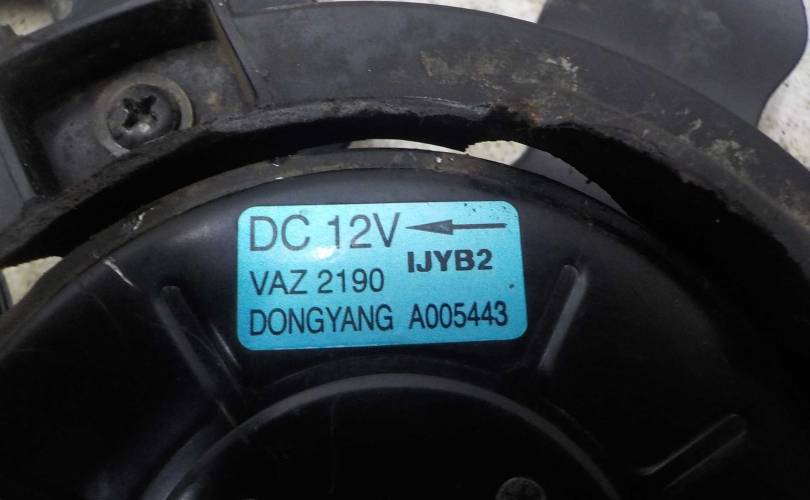 DC 12V
IJYB2
VAZ 2190
DONGYANG A005443